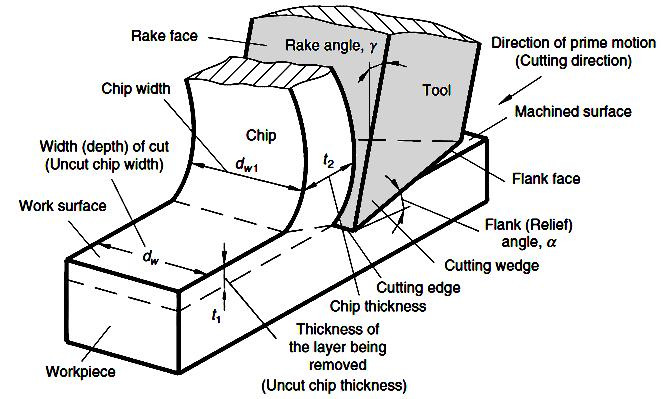 Rake face
Rake angle, γ
Direction of prime motion
(Cutting direction)
Chip width
Tool
Machined surface
Width (depth) of cut
(Uncut chip width)
Chip
d_w1
t_2
Flank face
Work surface
Flank (Relief)
angle, α
d_w
Cutting wedge
Cutting edge
Chip thickness
t_1
Thickness of
the layer being
removed
(Uncut chip thickness)
Workpiece